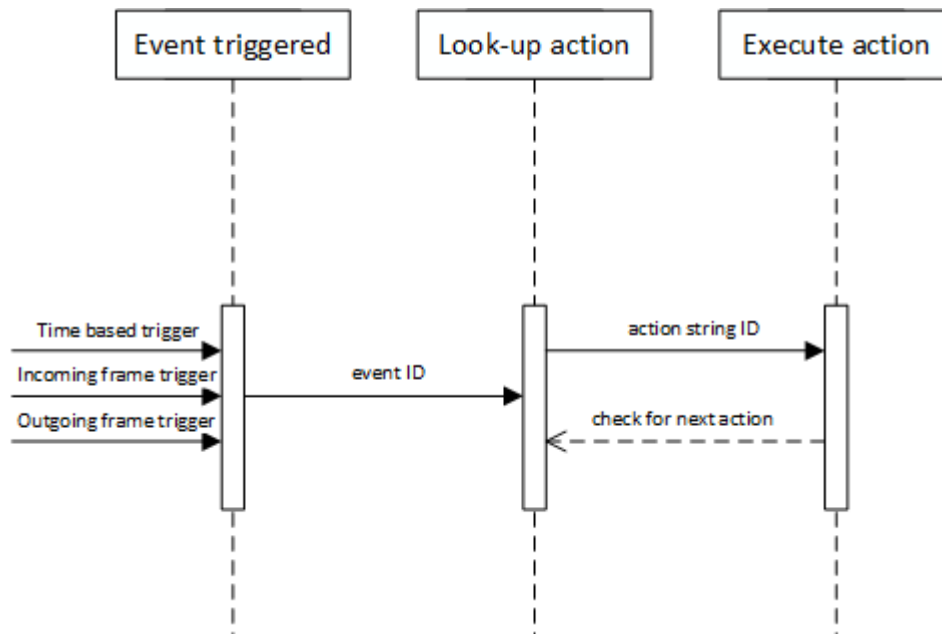 Event triggered
Look-up action
Execute action
Time based trigger
action string ID
Incoming frame trigger
event ID
Outgoing frame trigger
check for next action